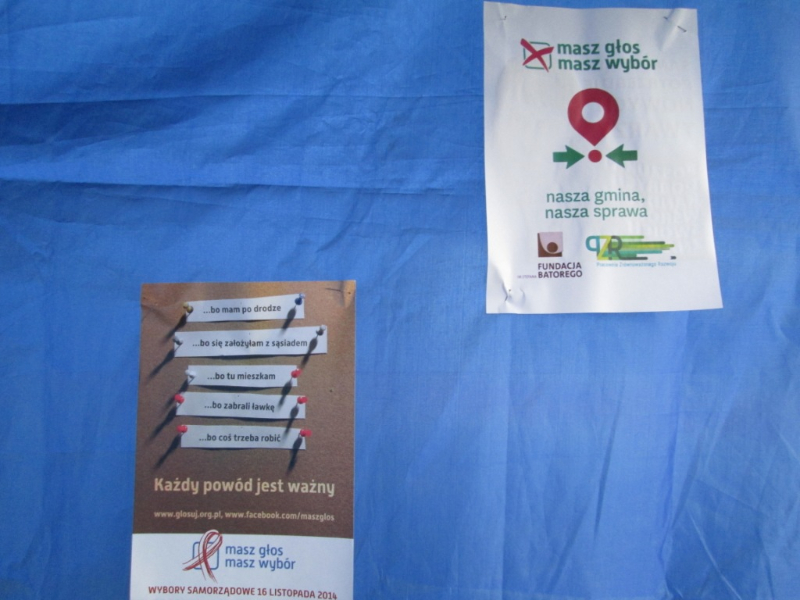 masz głos
masz wybór
nasza gmina,
nasza sprawa
FUNDACJA
BATOREGO
PZR
...bo mam po drodze
...bo się założyłam z sąsiadem
...bo tu mieszkam
...bo zabrali ławkę
...bo coś trzeba robić
Każdy powód jest ważny
www.glosuj.org.pl, www.facebook.com/maszglos
masz głos
masz wybór
WYBORY SAMORZĄDOWE 16 LISTOPADA 2014